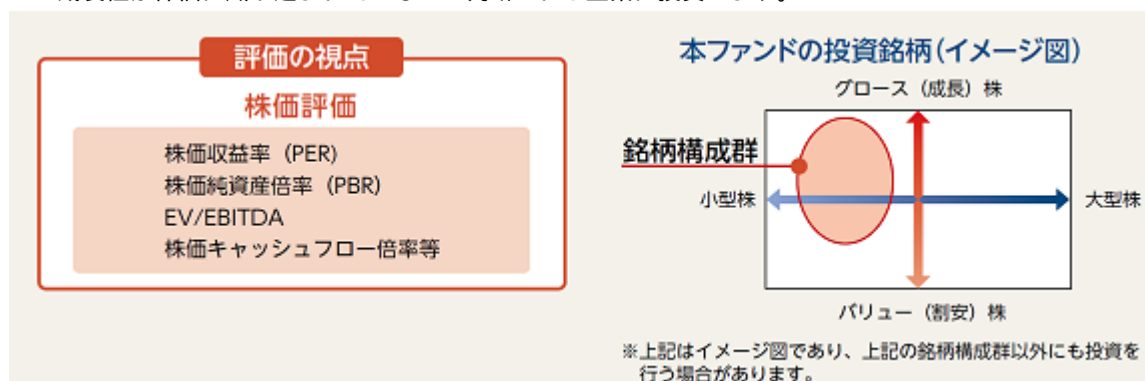 評価の視点
株価評価
株価収益率（PER)
株価純資産倍率（PBR)
EV/EBITDA
株価キャッシュフロー倍率等
本ファンドの投資銘柄(イメージ図)
グロース（成長）株
銘柄構成群
小型株
大型株
バリュー（割安）株
※上記はイメージ図であり、上記の銘柄構成群以外にも投資を
行う場合があります。